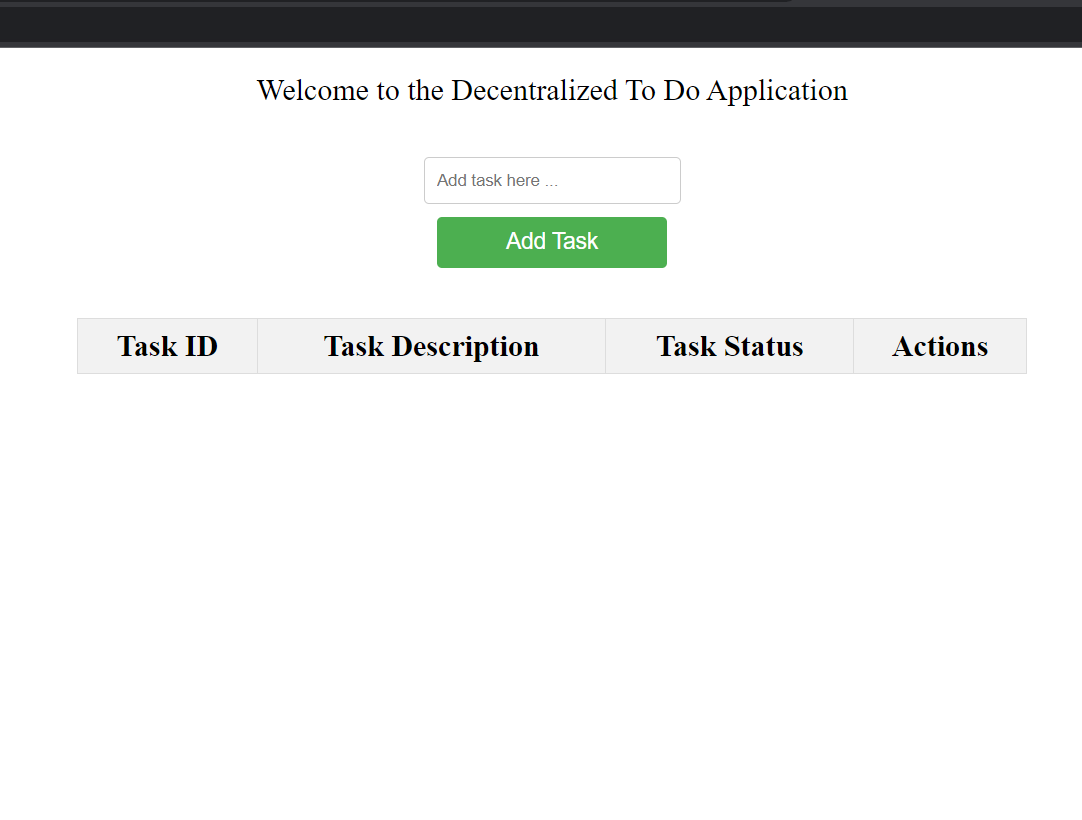 Welcome to the Decentralized To Do Application
Add task here ...
Add Task
Task ID Task Description Task Status Actions